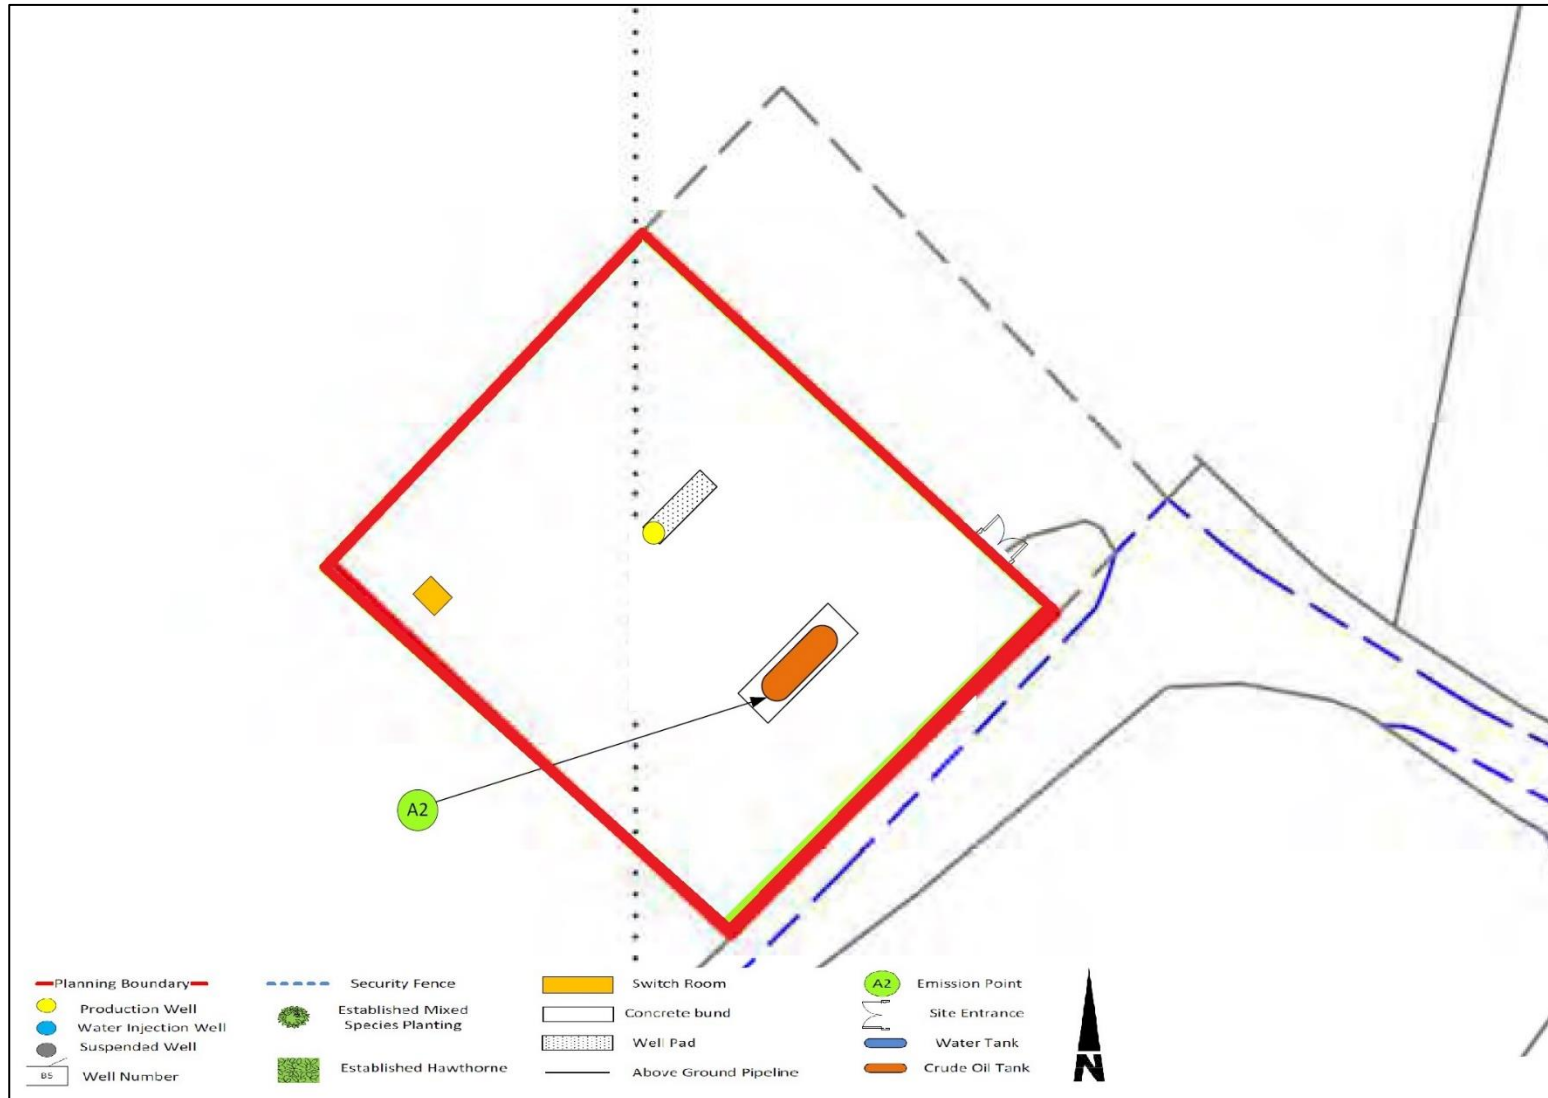 A2
Planning Boundary
Production Well
Water Injection Well
Suspended Well
B5
Well Number
Security Fence
Established Mixed
Species Planting
Established Hawthorne
Switch Room
Concrete bund
Well Pad
Above Ground Pipeline
A2
Emission Point
Site Entrance
Water Tank
Crude Oil Tank
N